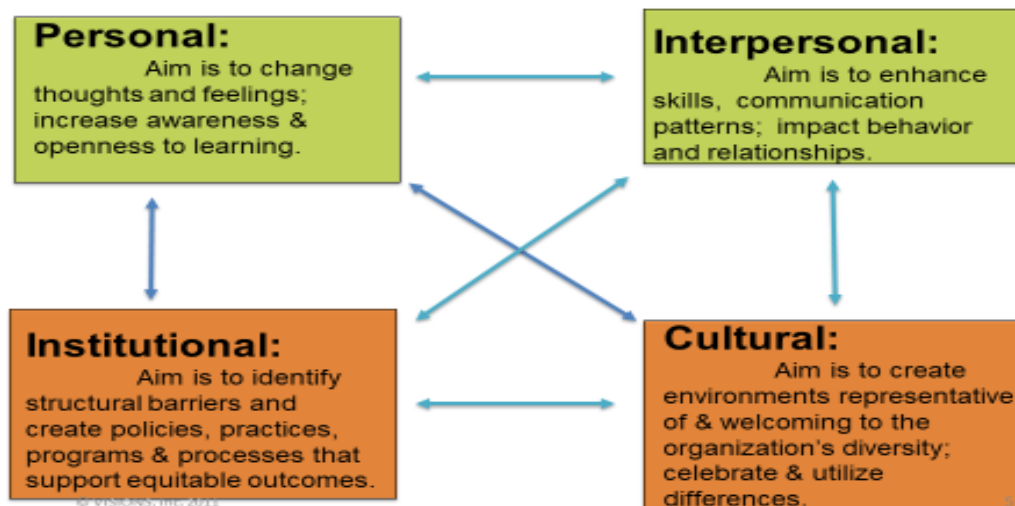 Personal:
Aim is to change
thoughts and feelings;
increase awareness &
openness to learning.
Interpersonal:
Aim is to enhance
skills, communication
patterns; impact behavior
and relationships.
Institutional:
Aim is to identify
structural barriers and
create policies, practices,
programs & processes that
support equitable outcomes.
Cultural:
Aim is to create
environments representative
of & welcoming to the
organization's diversity;
celebrate & utilize
differences.
© VISIONS, Inc. 2011